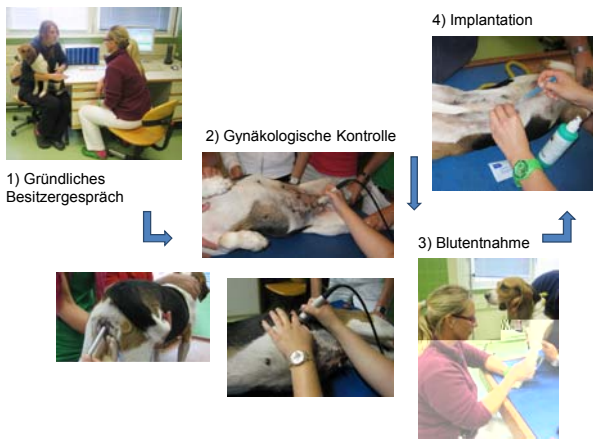 1) Gründliches
Besitzergespräch
2) Gynäkologische Kontrolle
3) Blutentnahme
4) Implantation